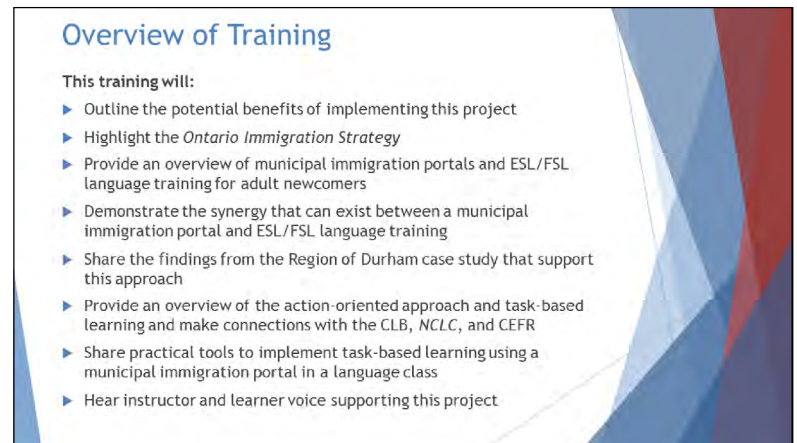 Overview of Training
This training will:
Outline the potential benefits of implementing this project
Highlight the Ontario Immigration Strategy
Provide an overview of municipal immigration portals and ESL/FSL
language training for adult newcomers
Demonstrate the synergy that can exist between a municipal
immigration portal and ESL/FSL language training
Share the findings from the Region of Durham case study that support
this approach
Provide an overview of the action-oriented approach and task-based
learning and make connections with the CLB, NCLC, and CEFR
Share practical tools to implement task-based learning using a
municipal immigration portal in a language class
Hear instructor and learner voice supporting this project